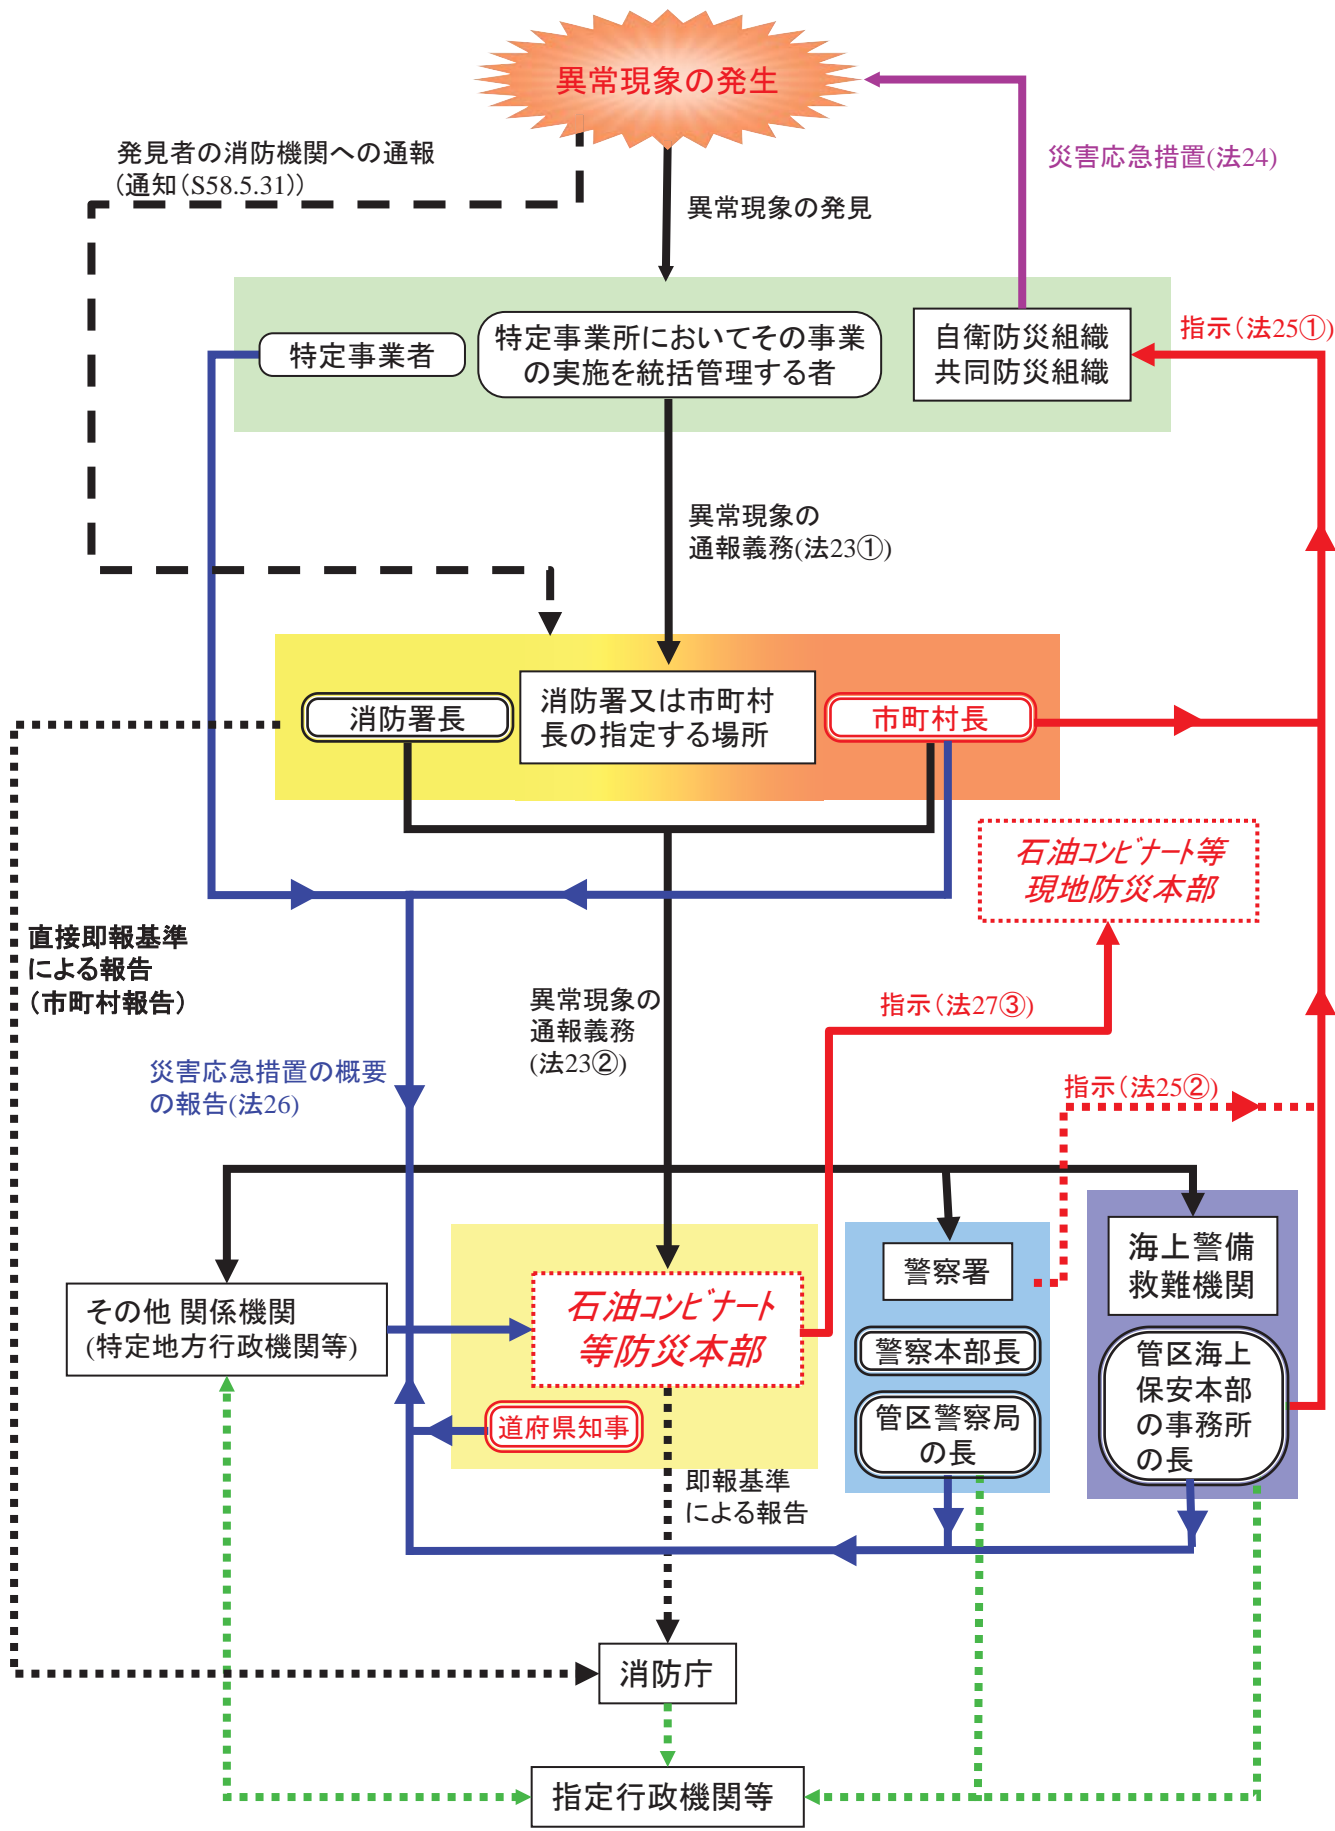 異常現象の発生
発見者の消防機関への通報
(通知(S58.5.31))
災害応急措置(法24)
異常現象の発見
特定事業者
特定事業所においてその事業
の実施を統括管理する者
自衛防災組織
共同防災組織
指示(法25①)
異常現象の
通報義務(法23①)
消防署長
消防署又は市町村
長の指定する場所
市町村長
石油コンビナート等
現地防災本部
直接即報基準
による報告
(市町村報告)
異常現象の
通報義務
(法23②)
指示(法27③)
災害応急措置の概要
の報告(法26)
指示(法25②)
その他 関係機関
(特定地方行政機関等)
石油コンビナート
等防災本部
道府県知事
警察署
警察本部長
管区警察局
の長
海上警備
救難機関
管区海上
保安本部
の事務所
の長
即報基準
による報告
消防庁
指定行政機関等